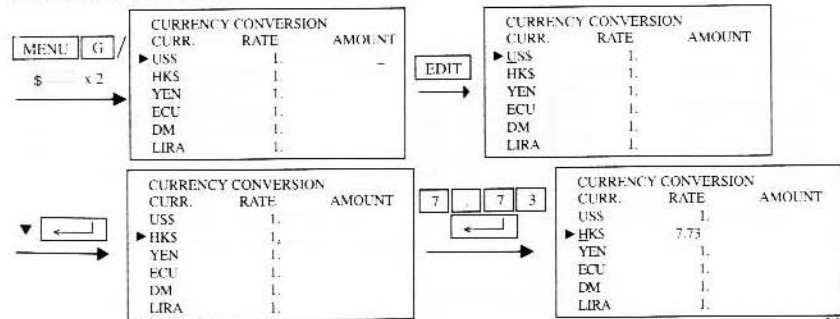 MENU G /
$ x 2
CURRENCY CONVERSION
CURR. RATE AMOUNT
►US$ 1. _
HK$ 1.
YEN 1.
ECU 1.
DM 1.
LIRA 1.
EDIT
CURRENCY CONVERSION
CURR. RATE AMOUNT
►US$ 1.
HK$ 1.
YEN 1.
ECU 1.
DM 1.
LIRA 1.
▼
CURRENCY CONVERSION
CURR. RATE AMOUNT
US$ 1.
►HK$ 1.
YEN 1.
ECU 1.
DM 1.
LIRA 1.
7 . 7 3
CURRENCY CONVERSION
CURR. RATE AMOUNT
US$ 1.
►HK$ 7.73
YEN 1.
ECU 1.
DM 1.
LIRA 1.